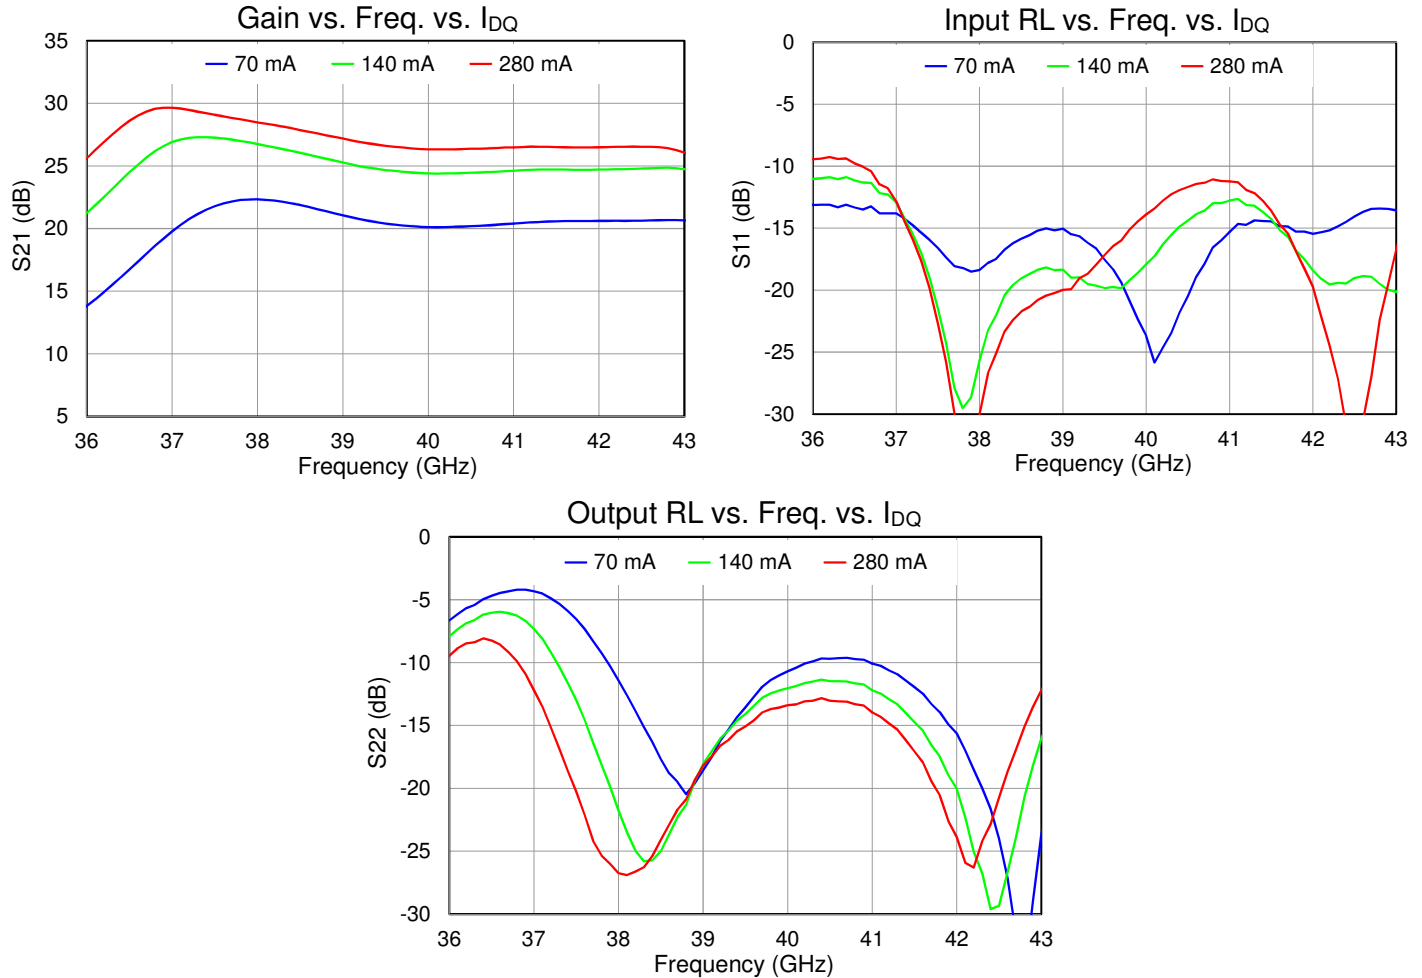 Gain vs. Freq. vs. IDQ
35
30
25
20
15
10
5
S21 (dB)
70 mA 140 mA 280 mA
36 37 38 39 40 41 42 43
Frequency (GHz)
Input RL vs. Freq. vs. IDQ
0
-5
-10
-15
-20
-25
-30
S11 (dB)
70 mA 140 mA 280 mA
36 37 38 39 40 41 42 43
Frequency (GHz)
Output RL vs. Freq. vs. IDQ
0
-5
-10
-15
-20
-25
-30
S22 (dB)
70 mA 140 mA 280 mA
36 37 38 39 40 41 42 43
Frequency (GHz)